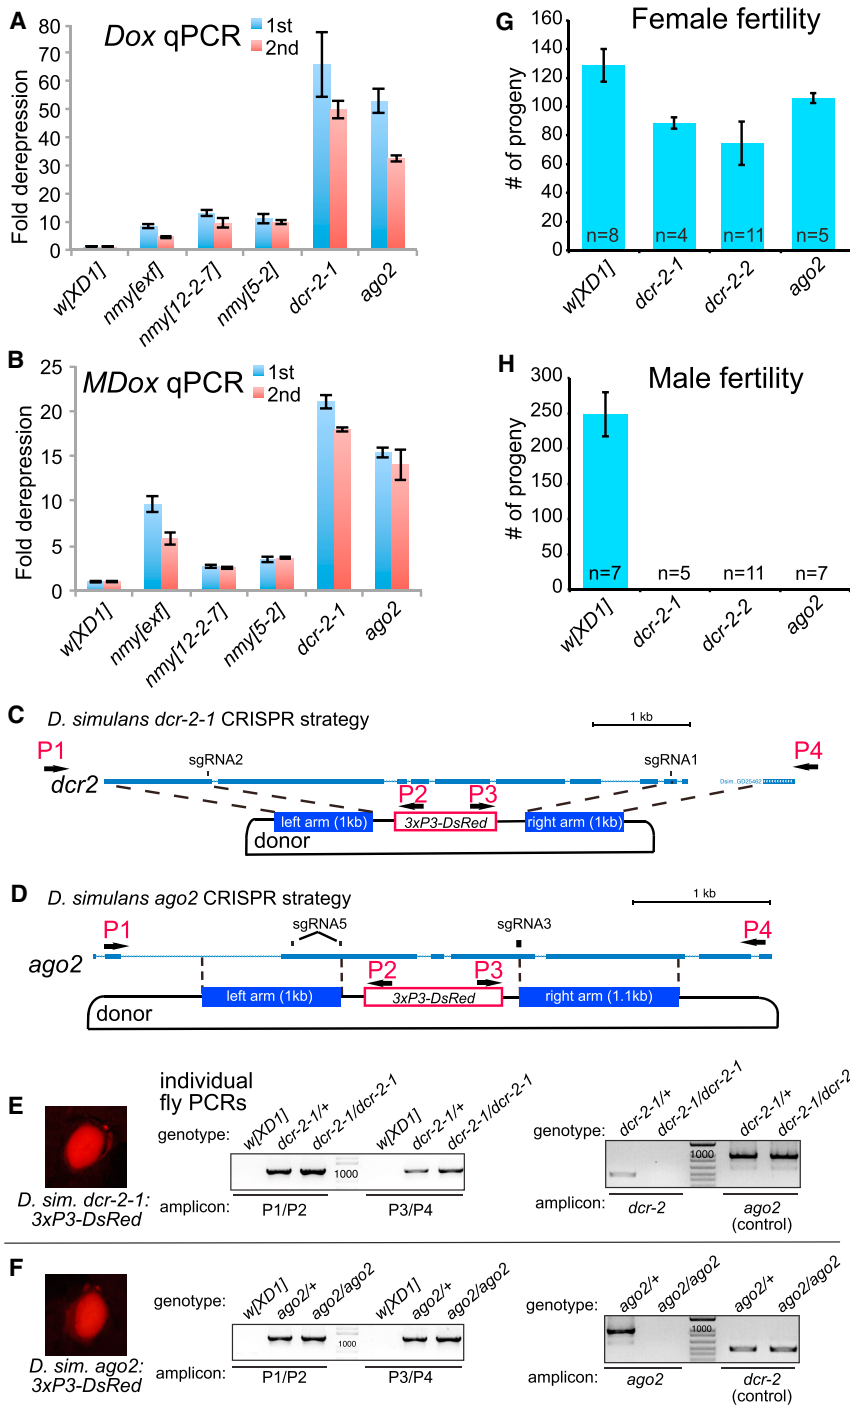 A
Dox qPCR
1st
2nd
Fold derepression
80
70
60
50
40
30
20
10
0
w[XD1]
nmy[exf]
nmy[12-2-7]
nmy[5-2]
dcr-2-1
ago2
G
Female fertility
# of progeny
160
140
120
100
80
60
40
20
0
n=8
n=4
n=11
n=5
w[XD1]
dcr-2-1
dcr-2-2
ago2
B
MDox qPCR
1st
2nd
Fold derepression
25
20
15
10
5
0
w[XD1]
nmy[exf]
nmy[12-2-7]
nmy[5-2]
dcr-2-1
ago2
H
Male fertility
# of progeny
300
250
200
150
100
50
0
n=7
n=5
n=11
n=7
w[XD1]
dcr-2-1
dcr-2-2
ago2
C
D. simulans dcr-2-1 CRISPR strategy
1 kb
P1
sgRNA2
sgRNA1
P4
dcr2
Dsim. GD25462
P2
P3
left arm (1kb)
3xP3-DsRed
right arm (1kb)
donor
D
D. simulans ago2 CRISPR strategy
1 kb
P1
sgRNA5
sgRNA3
P4
ago2
P2
P3
left arm (1kb)
3xP3-DsRed
right arm (1.1kb)
donor
E
D. sim. dcr-2-1:
3xP3-DsRed
individual
fly PCRs
genotype:
w[XD1]
dcr-2-1/+
dcr-2-1/dcr-2-1
w[XD1]
dcr-2-1/+
dcr-2-1/dcr-2-1
1000
amplicon:
P1/P2
P3/P4
genotype:
dcr-2-1/+
dcr-2-1/dcr-2-1
dcr-2-1/+
dcr-2-1/dcr-2
1000
amplicon:
dcr-2
ago2
(control)
F
D. sim. ago2:
3xP3-DsRed
genotype:
w[XD1]
ago2/+
ago2/ago2
w[XD1]
ago2/+
ago2/ago2
1000
amplicon:
P1/P2
P3/P4
genotype:
ago2/+
ago2/ago2
ago2/+
ago2/ago2
1000
amplicon:
ago2
dcr-2
(control)